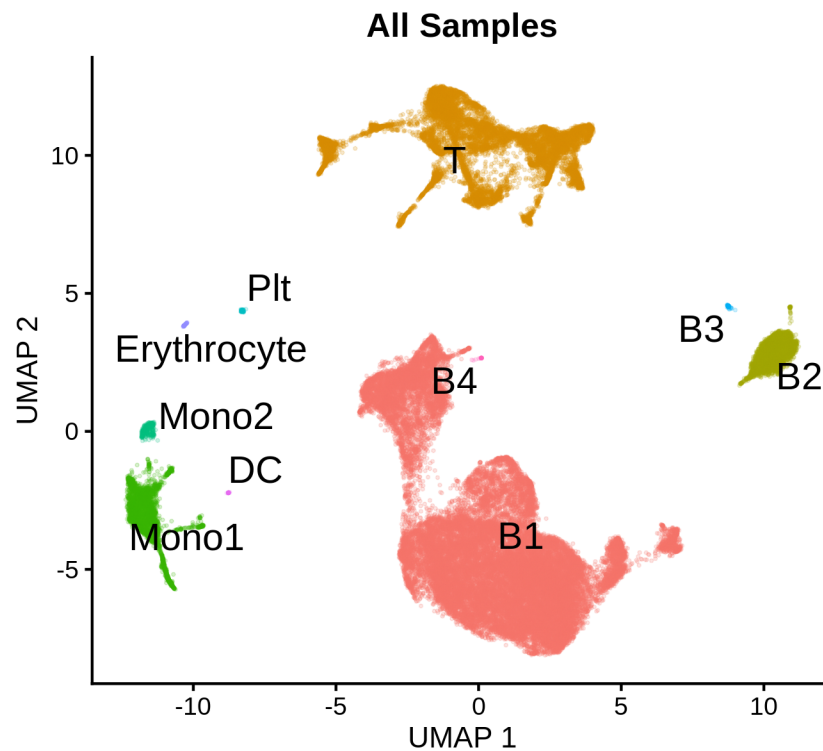 All Samples
10
T
5
Plt
B3
Erythrocyte
B2
B4
UMAP 2
0
Mono2
DC
Mono1
B1
-5
-10
-5
0
5
10
UMAP 1